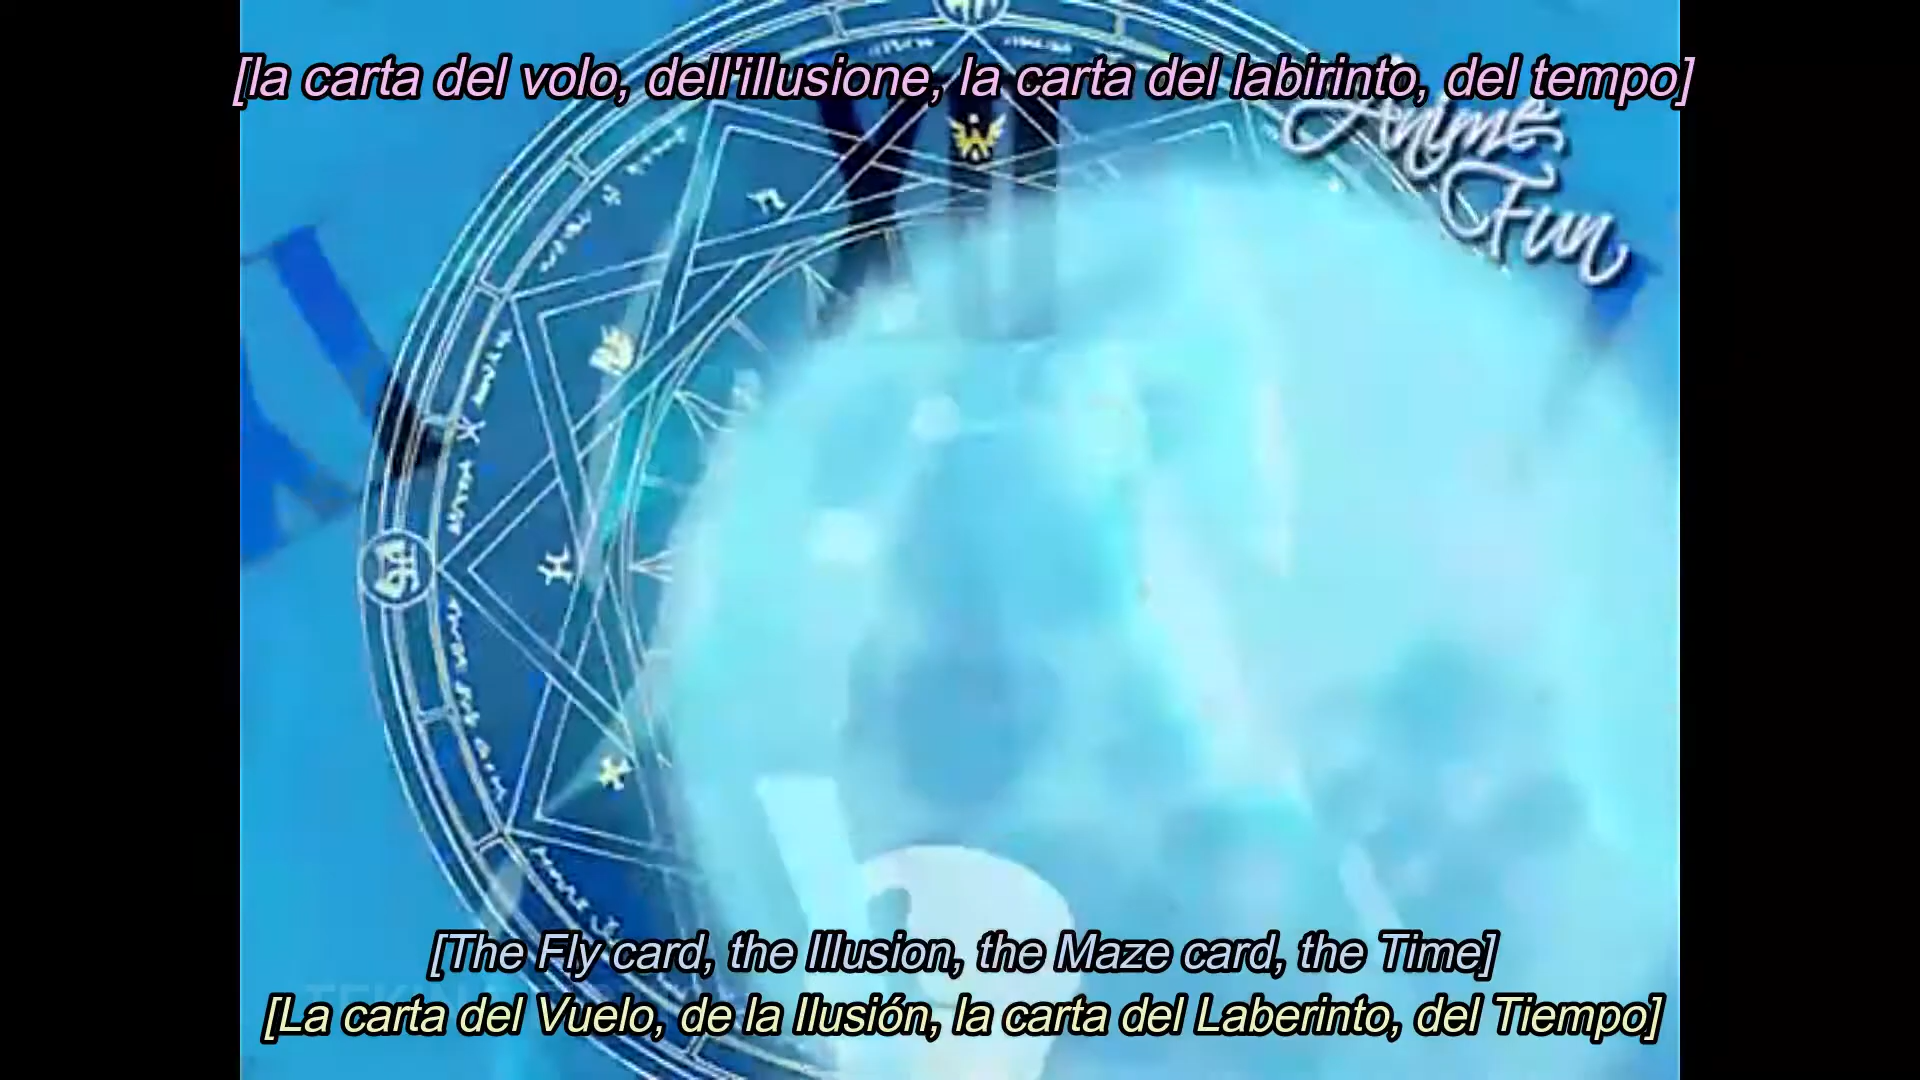 [la carta del volo, dell'illusione, la carta del labirinto, del tempo]
Anime
Fun
[The Fly card, the Illusion, the Maze card, the Time]
[La carta del Vuelo, de la Ilusión, la carta del Laberinto, del Tiempo]